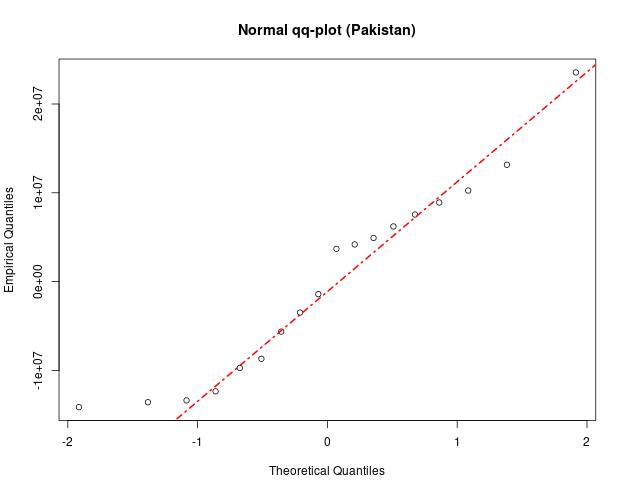 Normal qq-plot (Pakistan)
Empirical Quantiles
2e+07
1e+07
0e+00
-1e+07
-2 -1 0 1 2
Theoretical Quantiles